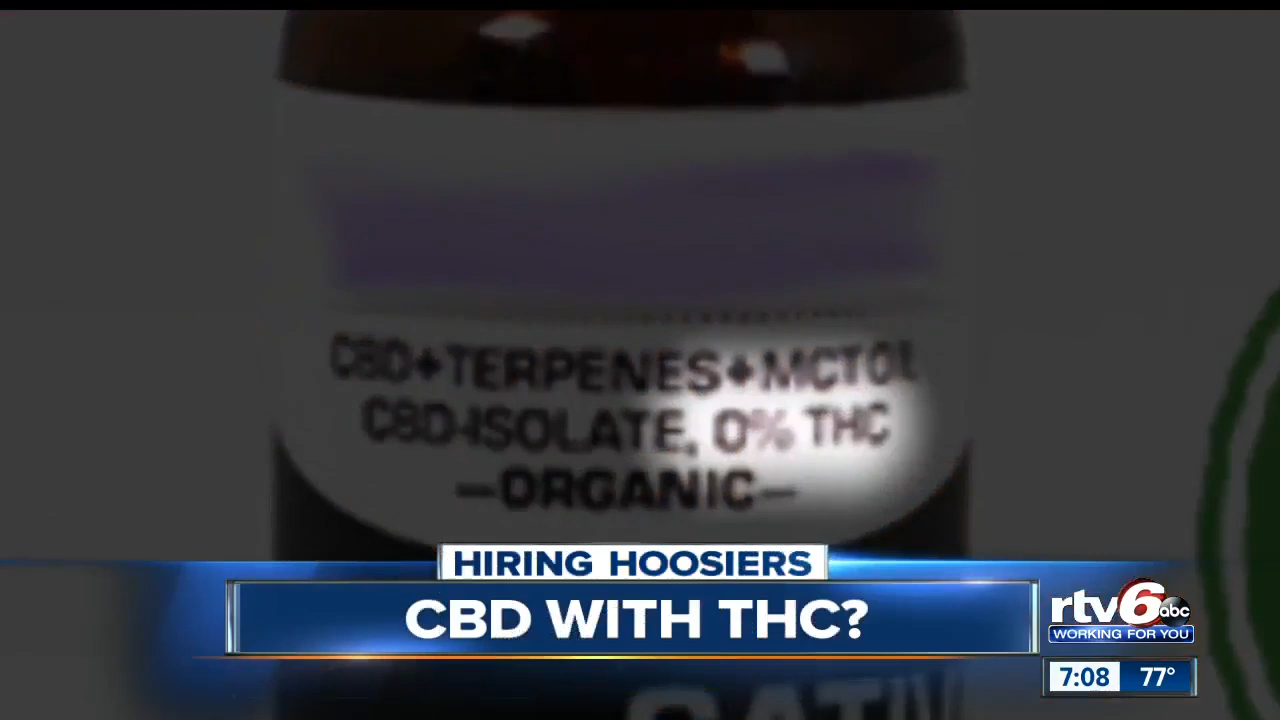 CBD+TERPENES+MCT OIL
CBD-ISOLATE, 0% THC
—ORGANIC—
HIRING HOOSIERS
CBD WITH THC?
rtv6 abc
WORKING FOR YOU
7:08 77°